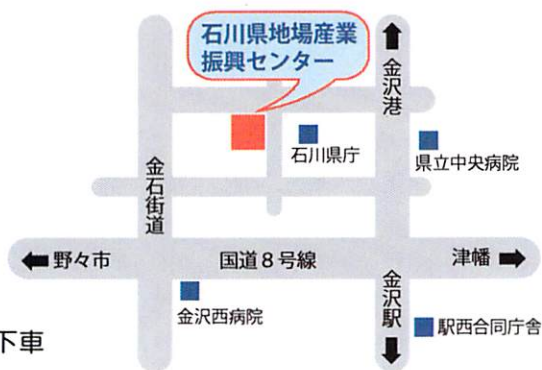 石川県地場産業
振興センター
金沢港
石川県庁
県立中央病院
金石街道
野々市
国道8号線
津幡
金沢西病院
金沢駅
駅西合同庁舎
下車